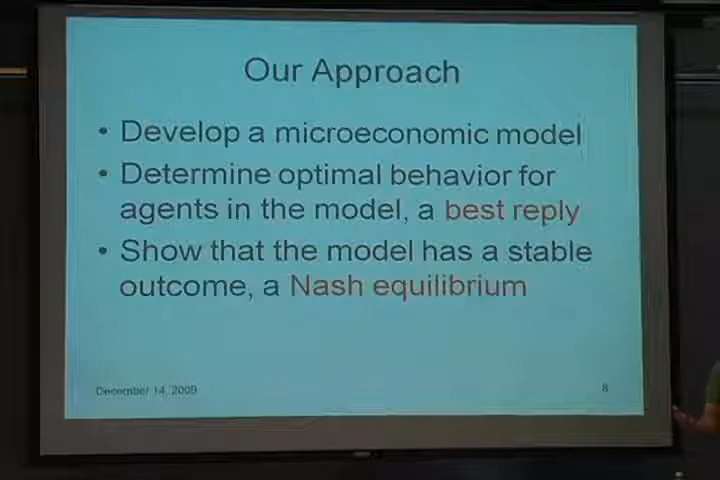 Our Approach
• Develop a microeconomic model
• Determine optimal behavior for
agents in the model, a best reply
• Show that the model has a stable
outcome, a Nash equilibrium
December 14, 2009
8